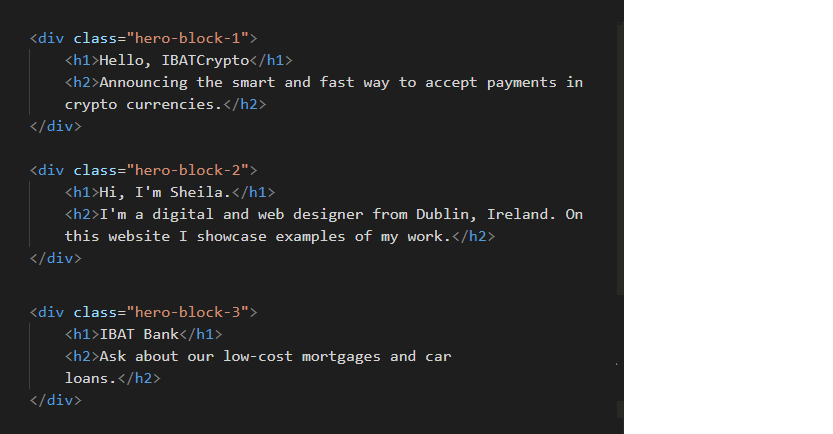 <div class="hero-block-1">
    <h1>Hello, IBATCrypto</h1>
    <h2>Announcing the smart and fast way to accept payments in
    crypto currencies.</h2>
</div>

<div class="hero-block-2">
    <h1>Hi, I'm Sheila.</h1>
    <h2>I'm a digital and web designer from Dublin, Ireland. On
    this website I showcase examples of my work.</h2>
</div>

<div class="hero-block-3">
    <h1>IBAT Bank</h1>
    <h2>Ask about our low-cost mortgages and car
    loans.</h2>
</div>